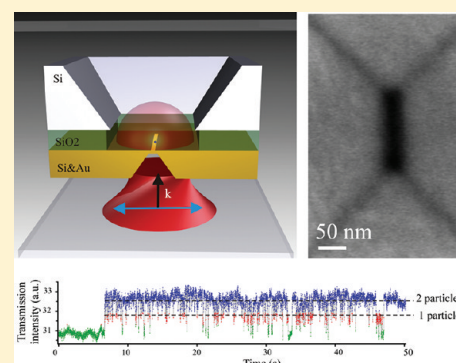 Si
SiO2
Si&Au
k
50 nm
Transmission
intensity (a.u.)
33
32
31
2 particle
1 particle
0
10
20
30
40
50
Time (s)